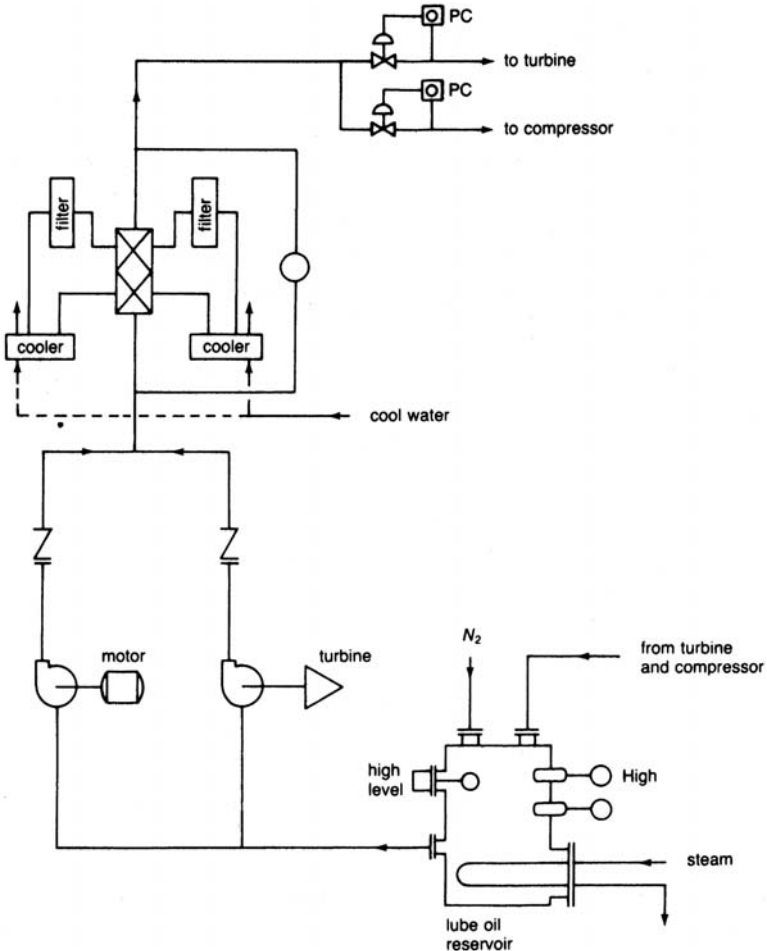 PC
to turbine
PC
to compressor
filter
filter
cooler
cooler
cool water
motor
turbine
N₂
from turbine
and compressor
high
level
High
steam
lube oil
reservoir